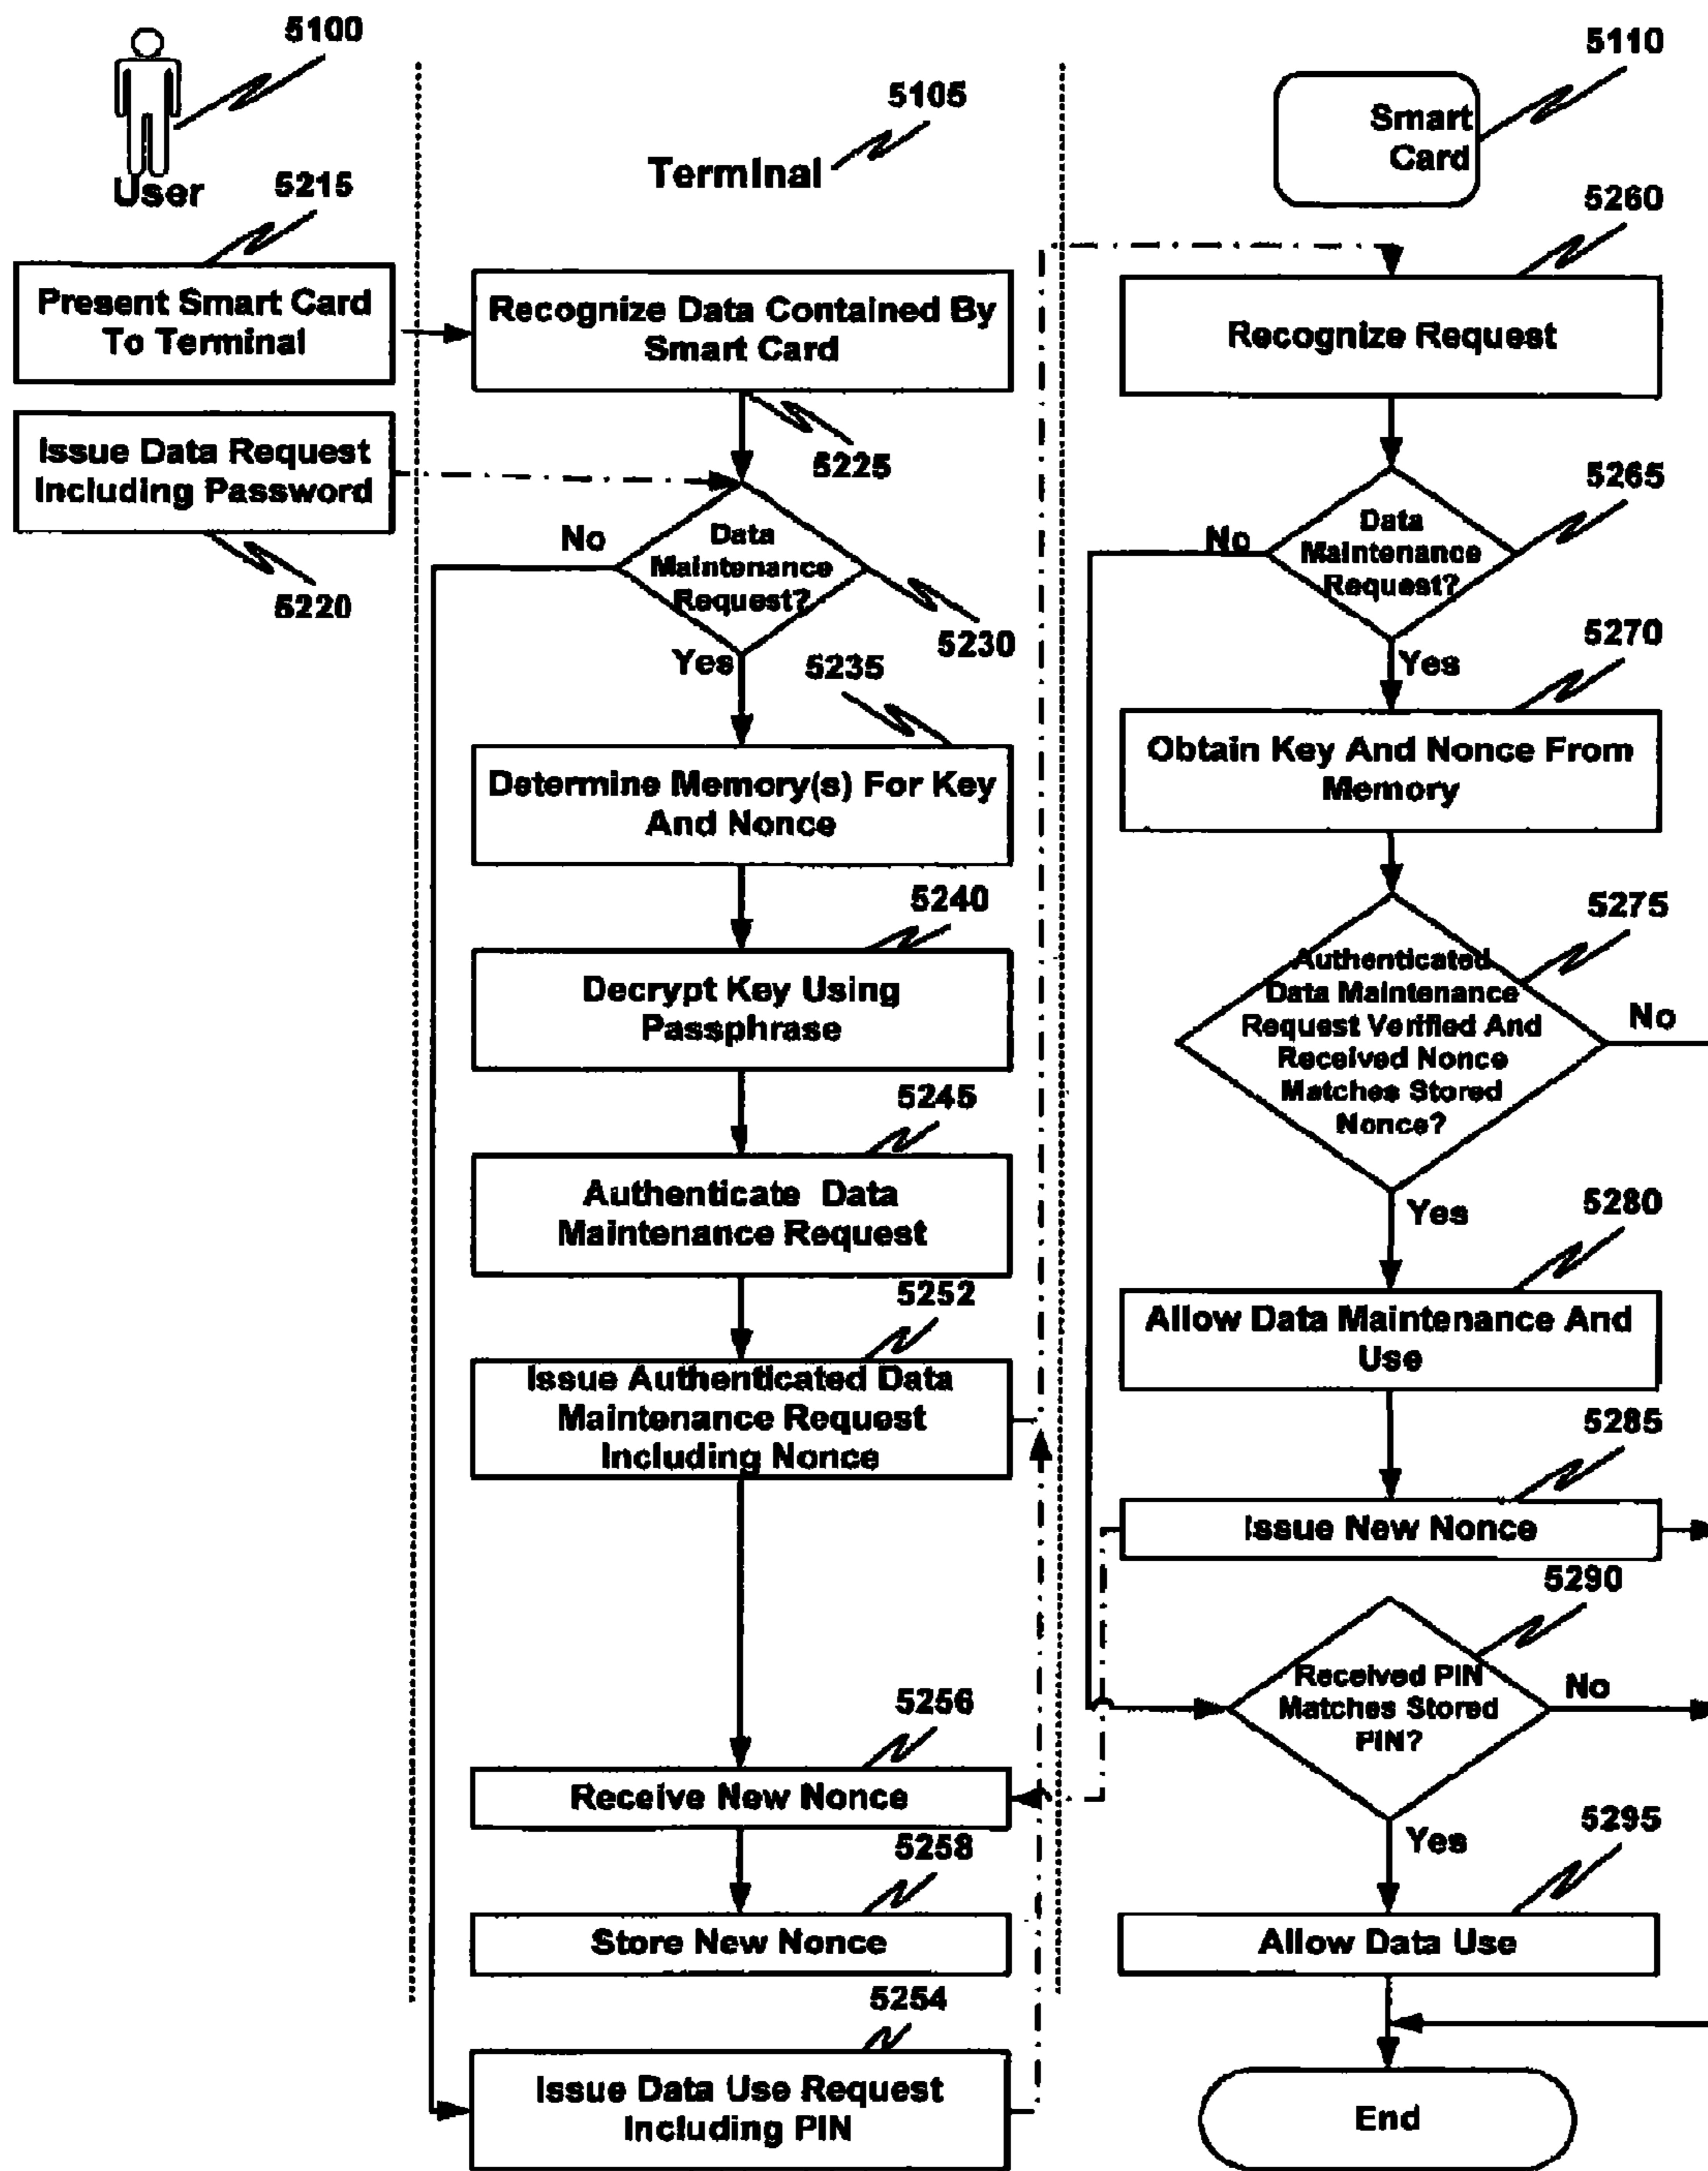 5100
User
5215
Present Smart Card
To Terminal
Issue Data Request
Including Password
5220
5105
Terminal
Recognize Data Contained By
Smart Card
5225
Data
Maintenance
Request?
No
Yes
5230
5235
Determine Memory(s) For Key
And Nonce
5240
Decrypt Key Using
Passphrase
5245
Authenticate Data
Maintenance Request
5252
Issue Authenticated Data
Maintenance Request
Including Nonce
5256
Receive New Nonce
5258
Store New Nonce
5254
Issue Data Use Request
Including PIN
5110
Smart
Card
5260
Recognize Request
5265
Data
Maintenance
Request?
No
Yes
5270
Obtain Key And Nonce From
Memory
5275
Authenticated
Data Maintenance
Request Verified And
Received Nonce
Matches Stored
Nonce?
No
Yes
5280
Allow Data Maintenance And
Use
5285
Issue New Nonce
5290
Received PIN
Matches Stored
PIN?
No
Yes
5295
Allow Data Use
End